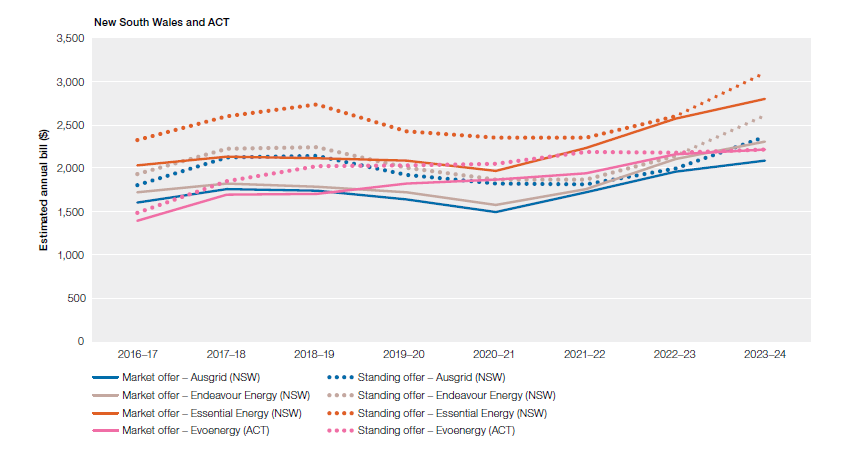 New South Wales and ACT
3,500
3,000
2,500
2000
1,500
1,000
500
0
Estimated annual bill ($)
2016–17 2017–18 2018–19 2019–20 2020–21 2021–22 2022–23 2023–24
Market offer – Ausgrid (NSW) Standing offer – Ausgrid (NSW)
Market offer – Endeavour Energy (NSW) Standing offer – Endeavour Energy (NSW)
Market offer – Essential Energy (NSW) Standing offer – Essential Energy (NSW)
Market offer – Evoenergy (ACT) Standing offer – Evoenergy (ACT)